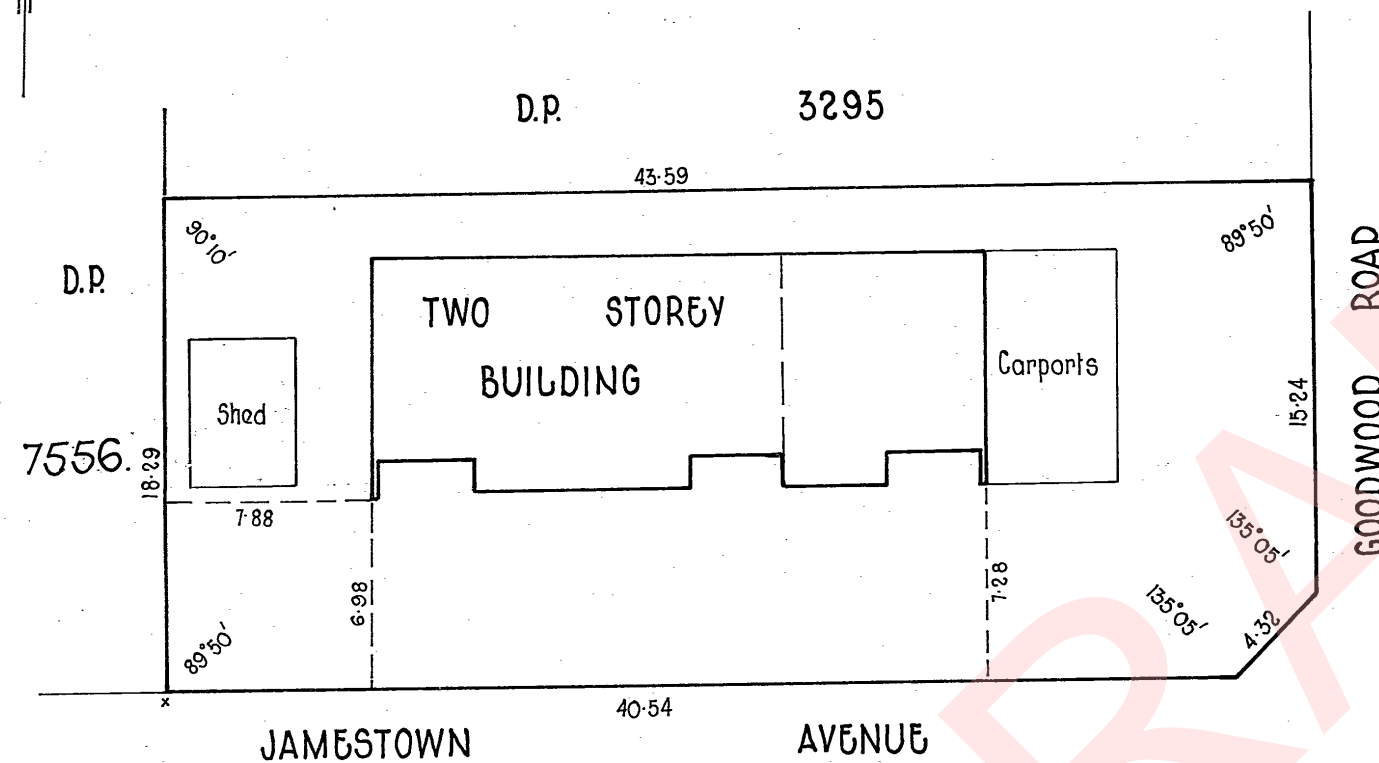 D.P. 3295
43·59
90°10′
89°50′
D.P.
TWO STOREY
BUILDING
Carports
Shed
ROAD
GOODWOOD
15·24
7556.
18·29
7·88
6·98
7·28
135°05′
135°05′
4·32
89°50′
x
40·54
JAMESTOWN AVENUE